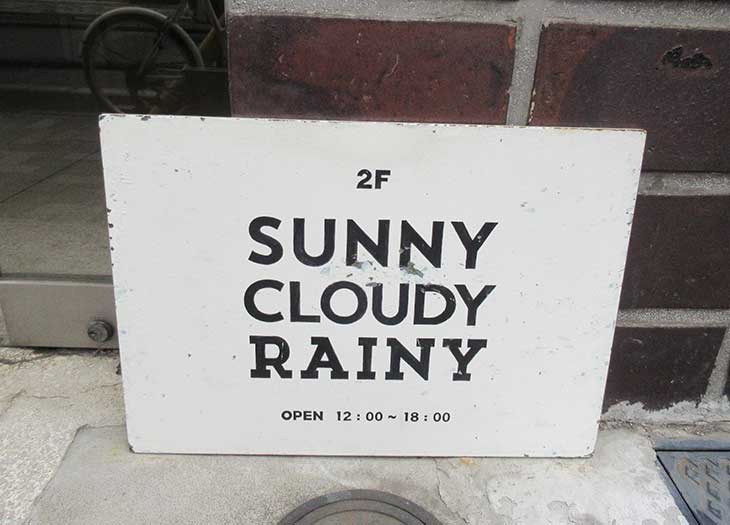 2F
SUNNY
CLOUDY
RAINY
OPEN 12:00~18:00